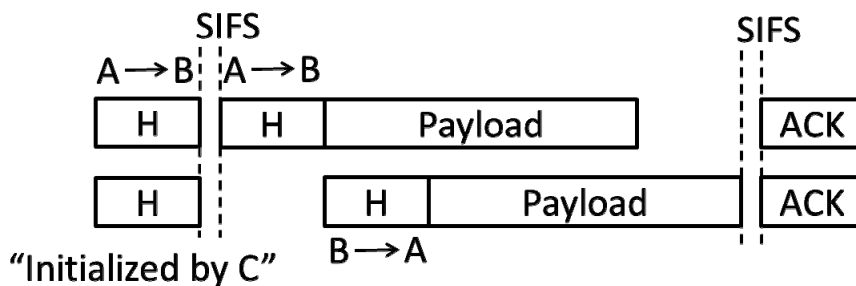 SIFS SIFS
A→B A→B
H H Payload ACK
H H Payload ACK
B→A
“Initialized by C”